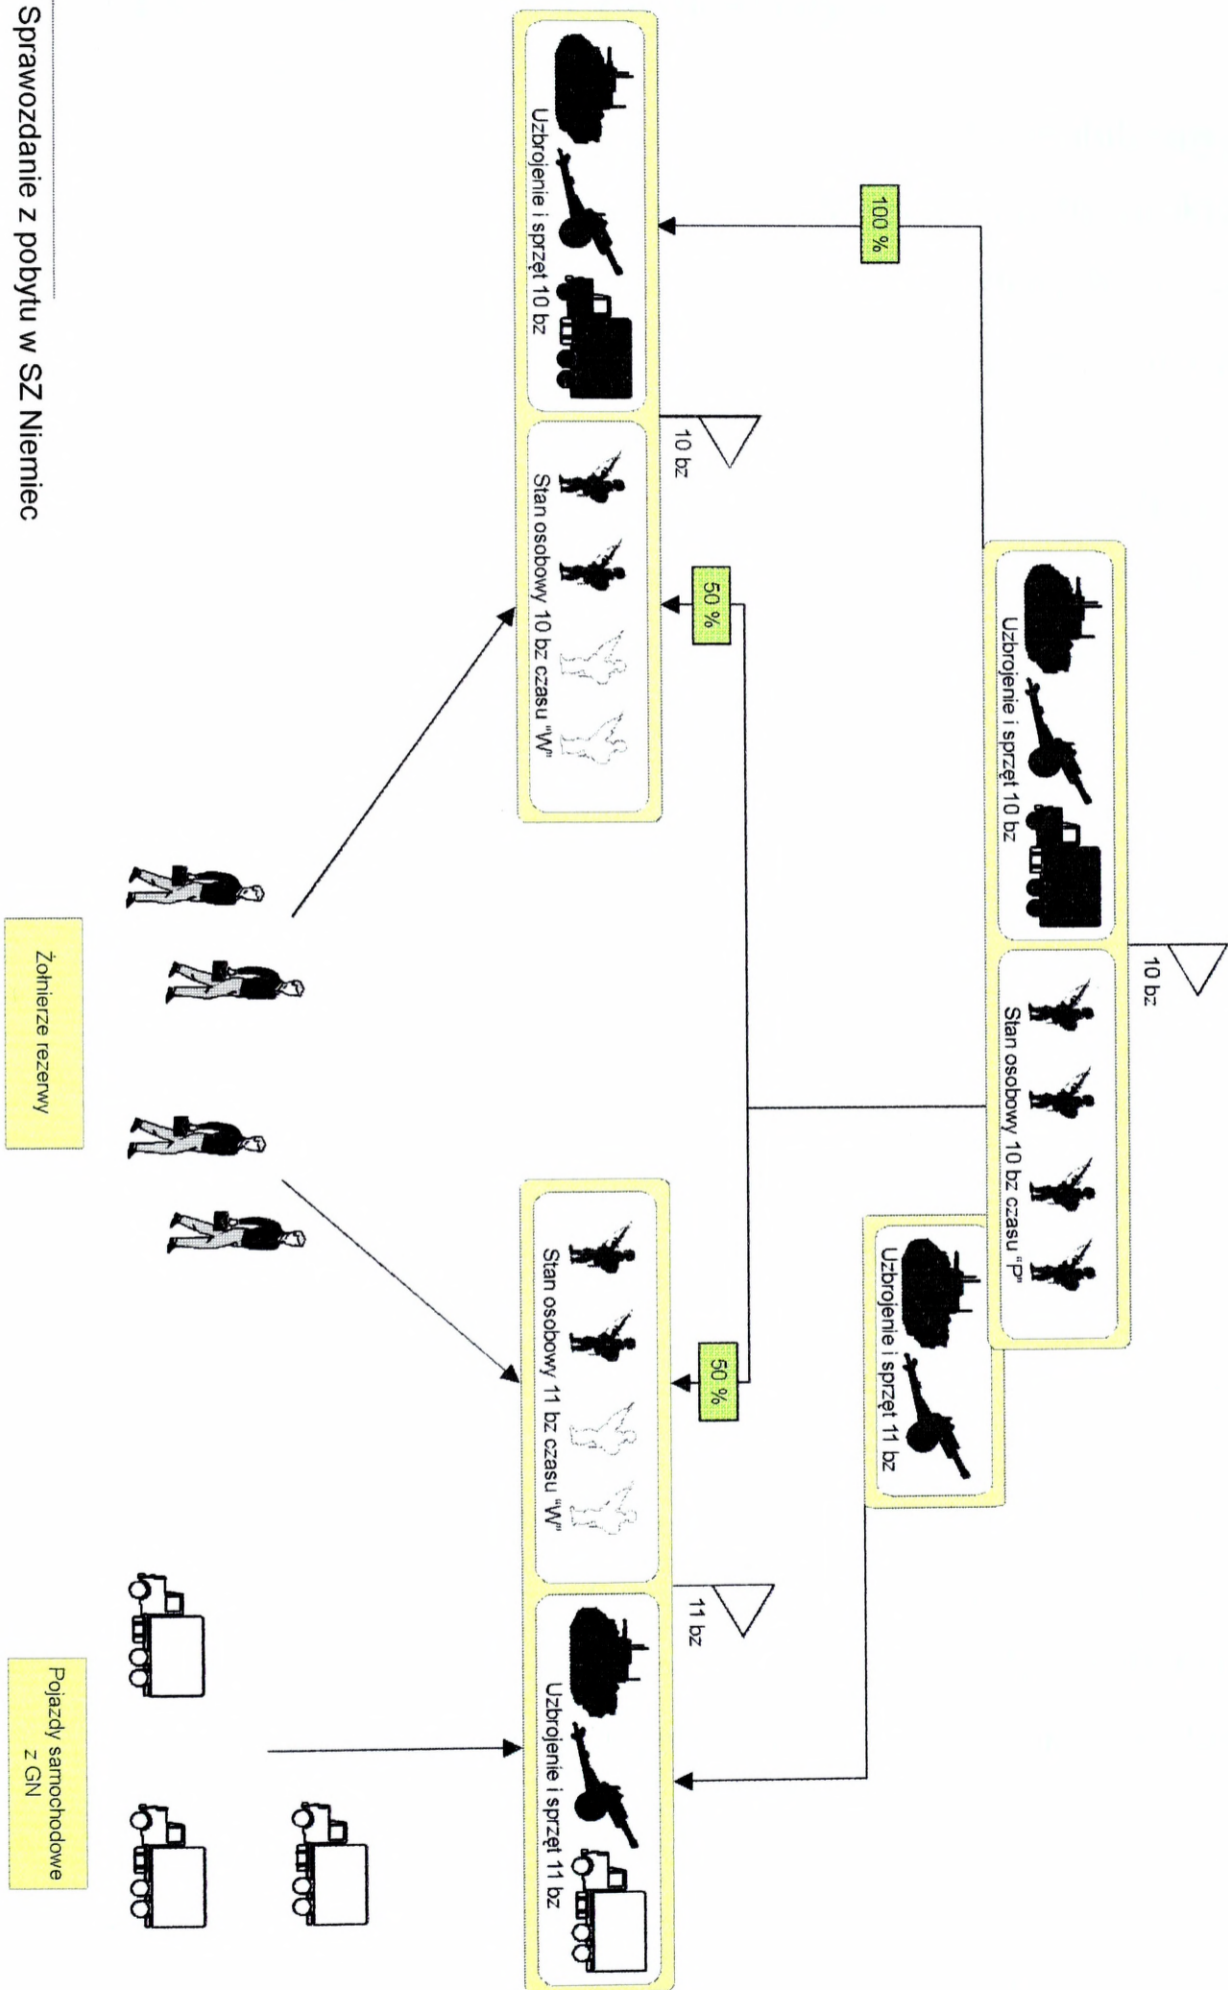 10 bz
Uzbrojenie i sprzęt 10 bz
Stan osobowy 10 bz czasu "P"
Uzbrojenie i sprzęt 11 bz
100 %
50 %
50 %
10 bz
11 bz
Uzbrojenie i sprzęt 10 bz
Stan osobowy 10 bz czasu "W"
Stan osobowy 11 bz czasu "W"
Uzbrojenie i sprzęt 11 bz
Żołnierze rezerwy
Pojazdy samochodowe
z GN
Sprawozdanie z pobytu w SZ Niemiec